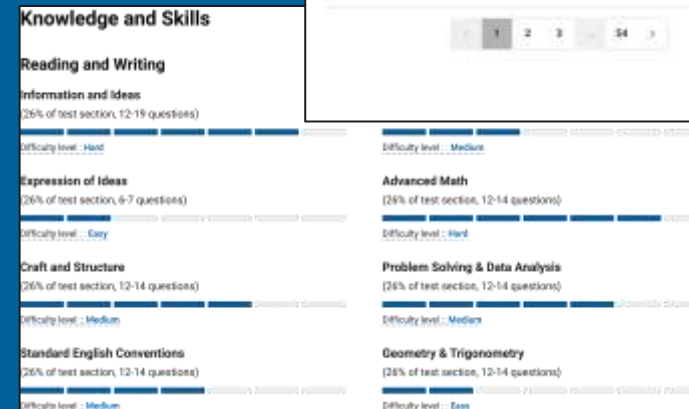 1 2 3 ... 54 ›
Knowledge and Skills
Reading and Writing
Information and Ideas
(26% of test section, 12-19 questions)
Difficulty level : Hard
Expression of Ideas
(26% of test section, 6-7 questions)
Difficulty level : : Easy
Craft and Structure
(26% of test section, 12-14 questions)
Difficulty level : : Medium
Standard English Conventions
(26% of test section, 12-14 questions)
Difficulty level : : Medium
Difficulty level : : Medium
Advanced Math
(26% of test section, 12-14 questions)
Difficulty level : Hard
Problem Solving & Data Analysis
(26% of test section, 12-14 questions)
Difficulty level : : Medium
Geometry & Trigonometry
(26% of test section, 12-14 questions)
Difficulty level : : Easy